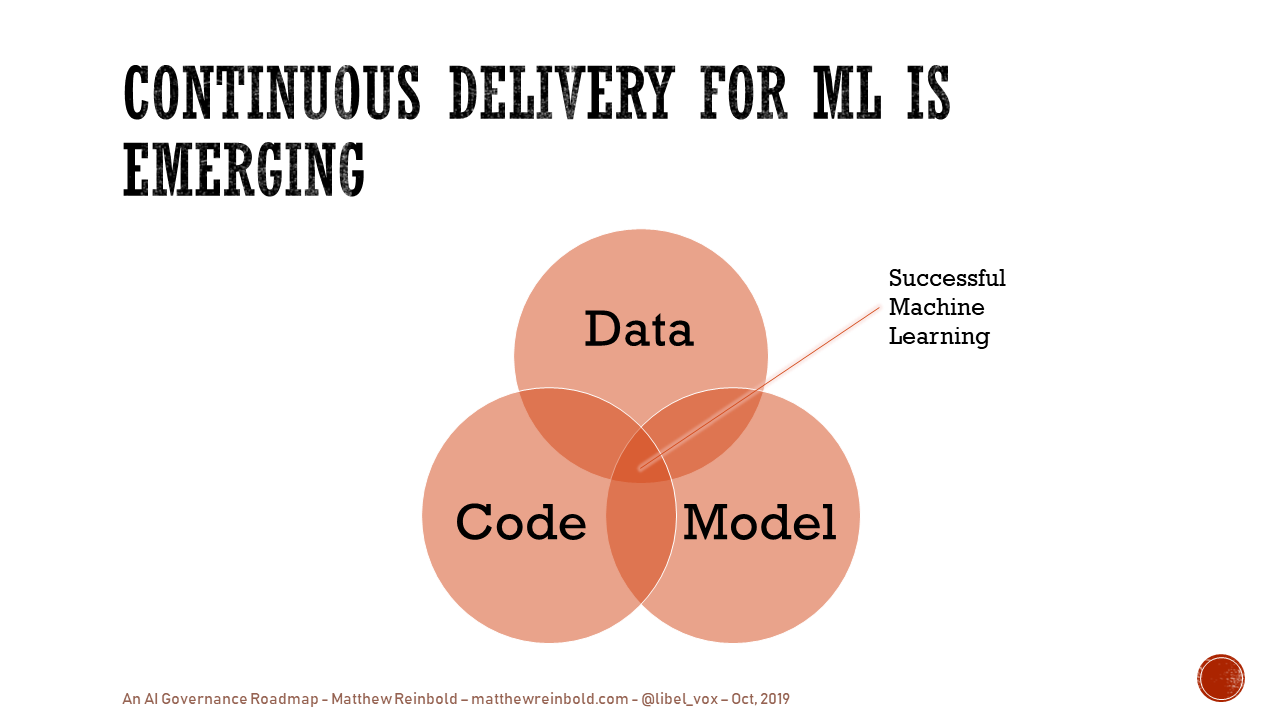 CONTINUOUS DELIVERY FOR ML IS
EMERGING
Data
Successful
Machine
Learning
Code
Model
An AI Governance Roadmap - Matthew Reinbold – matthewreinbold.com - @libel_vox – Oct, 2019